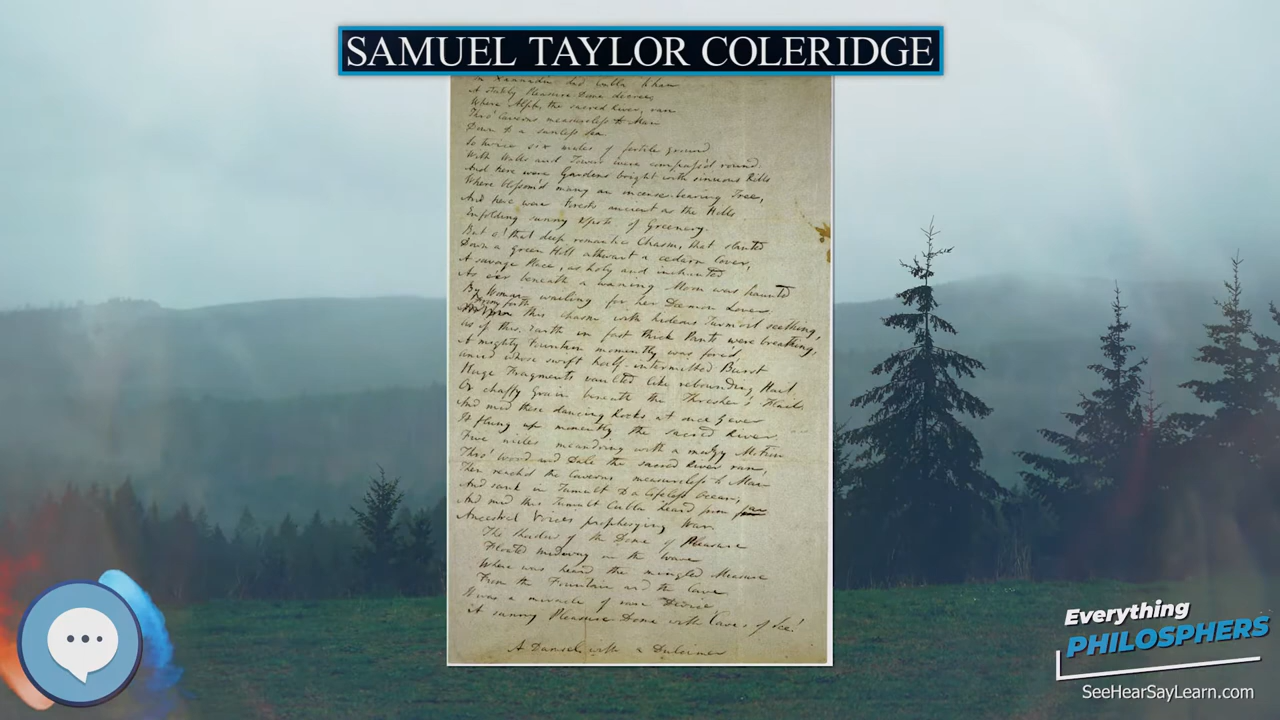 SAMUEL TAYLOR COLERIDGE
In Xannadù did Cubla Khan
A stately Pleasure Dome decree;
Where Alph, the sacred River, ran
Thro' Caverns measureless to Man
Down to a sunless Sea
So twice six miles of fertile ground
With Walls and Towers were compass'd round:
And here were Gardens bright with sinuous Rills
Where blossom'd many an incense-bearing Tree,
And here were Forests ancient as the Hills
Enfolding sunny Spots of Greenery.
But o! that deep romantic Chasm, that slanted
Down a green Hill athwart a cedarn Cover,
A savage Place, as holy and inchanted
As e'er beneath a waning Moon was haunted
By Woman wailing for her Daemon Lover
From forth this Chasm with hideous Turmoil seething,
As if this Earth in fast thick Pants were breathing,
A mighty Fountain momently was forc'd,
Amid whose swift half-intermitted Burst
Huge Fragments vaulted like rebounding Hail,
Or chaffy Grain beneath the Thresher's Flail:
And mid these dancing Rocks at once & ever
It flung up momently the sacred River.
Five miles meandring with a mazy Motion
Thro' Wood and Dale the sacred River ran,
Then reach'd the Caverns measureless to Man
And sank in Tumult to a lifeless Ocean;
And mid this Tumult Cubla heard from far
Ancestral Voices prophesying War.
The Shadow of the Dome of Pleasure
Floated midway on the Wave
Where was heard the mingled Measure
From the Fountain and the Cave.
It was a miracle of rare Device,
A sunny Pleasure-Dome with Caves of Ice!
A Damsel with a Dulcimer
Everything
PHILOSPHERS
SeeHearSayLearn.com